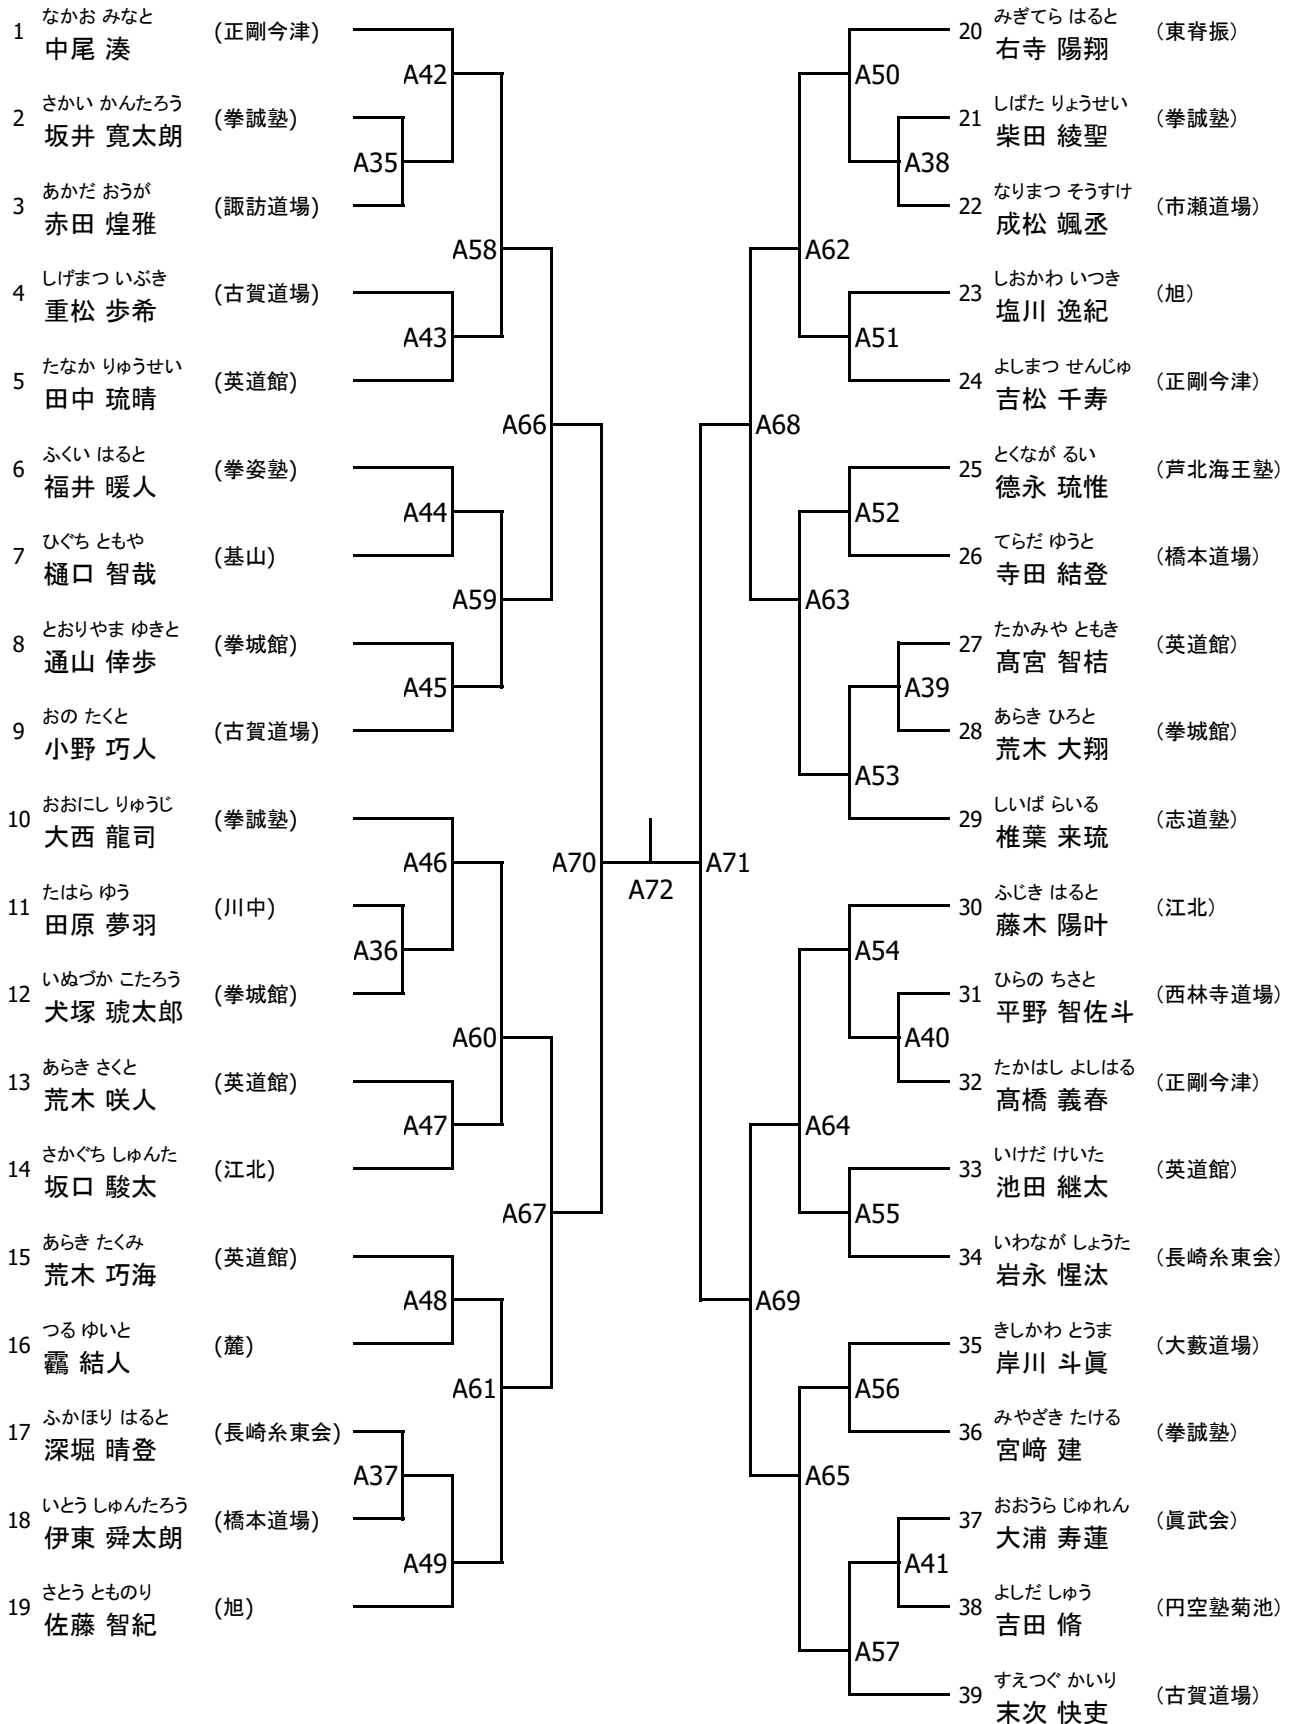 なかお みなと
1 中尾 湊 (正剛今津)
さかい かんたろう
2 坂井 寛太朗 (拳誠塾)
あかだ おうが
3 赤田 煌雅 (諏訪道場)
しげまつ いぶき
4 重松 歩希 (古賀道場)
たなか りゅうせい
5 田中 琉晴 (英道館)
ふくい はると
6 福井 暖人 (拳姿塾)
ひぐち ともや
7 樋口 智哉 (基山)
とおりやま ゆきと
8 通山 倖歩 (拳城館)
おの たくと
9 小野 巧人 (古賀道場)
おおにし りゅうじ
10 大西 龍司 (拳誠塾)
たはら ゆう
11 田原 夢羽 (川中)
いぬづか こたろう
12 犬塚 琥太郎 (拳城館)
あらき さくと
13 荒木 咲人 (英道館)
さかぐち しゅんた
14 坂口 駿太 (江北)
あらき たくみ
15 荒木 巧海 (英道館)
つる ゆいと
16 靍 結人 (麓)
ふかほり はると
17 深堀 晴登 (長崎糸東会)
いとう しゅんたろう
18 伊東 舜太朗 (橋本道場)
さとう とものり
19 佐藤 智紀 (旭)
A35
A36
A37
A42
A43
A44
A45
A46
A47
A48
A49
A58
A59
A60
A61
A66
A67
A70
A72
A71
A68
A69
A62
A63
A64
A65
A50
A51
A52
A53
A54
A55
A56
A57
A38
A39
A40
A41
みぎてら はると
20 右寺 陽翔 (東脊振)
しばた りょうせい
21 柴田 綾聖 (拳誠塾)
なりまつ そうすけ
22 成松 颯丞 (市瀬道場)
しおかわ いつき
23 塩川 逸紀 (旭)
よしまつ せんじゅ
24 吉松 千寿 (正剛今津)
とくなが るい
25 德永 琉惟 (芦北海王塾)
てらだ ゆうと
26 寺田 結登 (橋本道場)
たかみや ともき
27 髙宮 智桔 (英道館)
あらき ひろと
28 荒木 大翔 (拳城館)
しいば らいる
29 椎葉 来琉 (志道塾)
ふじき はると
30 藤木 陽叶 (江北)
ひらの ちさと
31 平野 智佐斗 (西林寺道場)
たかはし よしはる
32 髙橋 義春 (正剛今津)
いけだ けいた
33 池田 継太 (英道館)
いわなが しょうた
34 岩永 惺汰 (長崎糸東会)
きしかわ とうま
35 岸川 斗眞 (大藪道場)
みやざき たける
36 宮﨑 建 (拳誠塾)
おおうら じゅれん
37 大浦 寿蓮 (眞武会)
よしだ しゅう
38 吉田 脩 (円空塾菊池)
すえつぐ かいり
39 末次 快吏 (古賀道場)